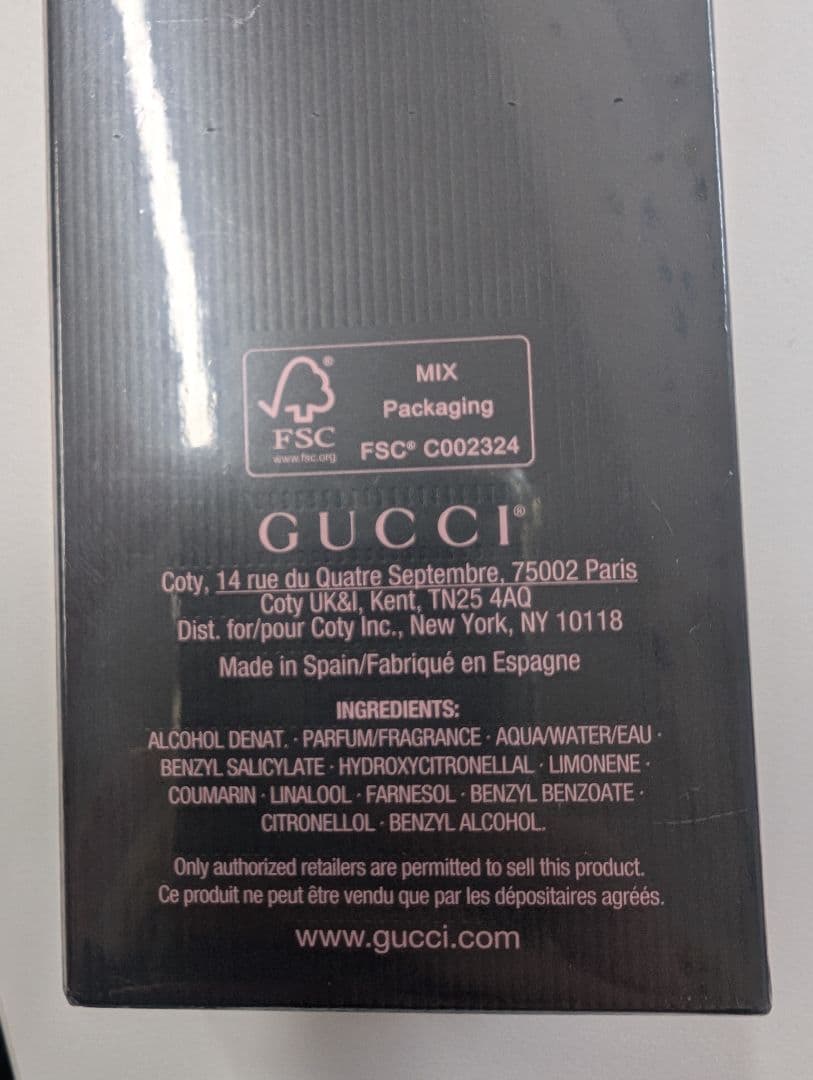 MIX
Packaging
FSC® C002324
FSC®
www.fsc.org
GUCCI®
Coty, 14 rue du Quatre Septembre, 75002 Paris
Coty UK&I, Kent, TN25 4AQ
Dist. for/pour Coty Inc., New York, NY 10118
Made in Spain/Fabriqué en Espagne
INGREDIENTS:
ALCOHOL DENAT. · PARFUM/FRAGRANCE · AQUA/WATER/EAU ·
BENZYL SALICYLATE · HYDROXYCITRONELLAL · LIMONENE ·
COUMARIN · LINALOOL · FARNESOL · BENZYL BENZOATE ·
CITRONELLOL · BENZYL ALCOHOL.
Only authorized retailers are permitted to sell this product.
Ce produit ne peut être vendu que par les dépositaires agréés.
www.gucci.com